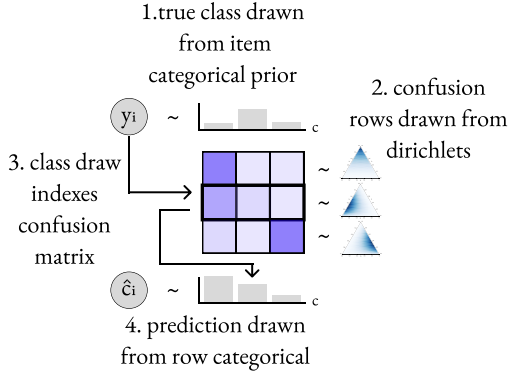 1.true class drawn
from item
categorical prior
2. confusion
rows drawn from
dirichlets
yi ~ c
3. class draw
indexes
confusion
matrix
~
~
~
ĉi ~ c
4. prediction drawn
from row categorical